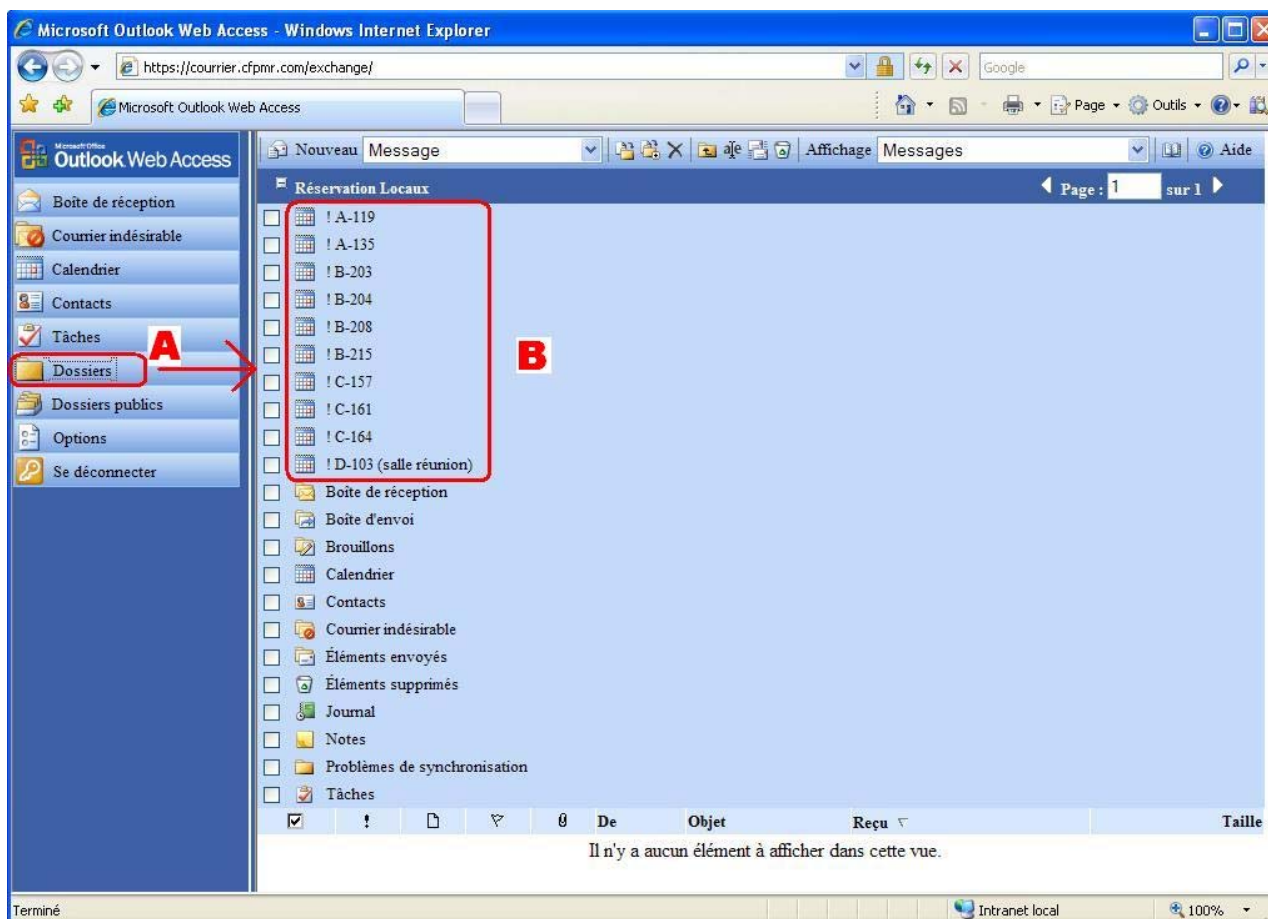 Microsoft Outlook Web Access - Windows Internet Explorer
https://courrier.cfpmr.com/exchange/
Google
Microsoft Outlook Web Access
Page
Outils
Microsoft Office
Outlook Web Access
Nouveau Message
Affichage Messages
Aide
Réservation Locaux
Page : 1 sur 1
Boîte de réception
Courrier indésirable
Calendrier
Contacts
Tâches
Dossiers
Dossiers publics
Options
Se déconnecter
A
B
! A-119
! A-135
! B-203
! B-204
! B-208
! B-215
! C-157
! C-161
! C-164
! D-103 (salle réunion)
Boîte de réception
Boîte d'envoi
Brouillons
Calendrier
Contacts
Courrier indésirable
Éléments envoyés
Éléments supprimés
Journal
Notes
Problèmes de synchronisation
Tâches
! De Objet Reçu Taille
Il n'y a aucun élément à afficher dans cette vue.
Terminé
Intranet local
100%